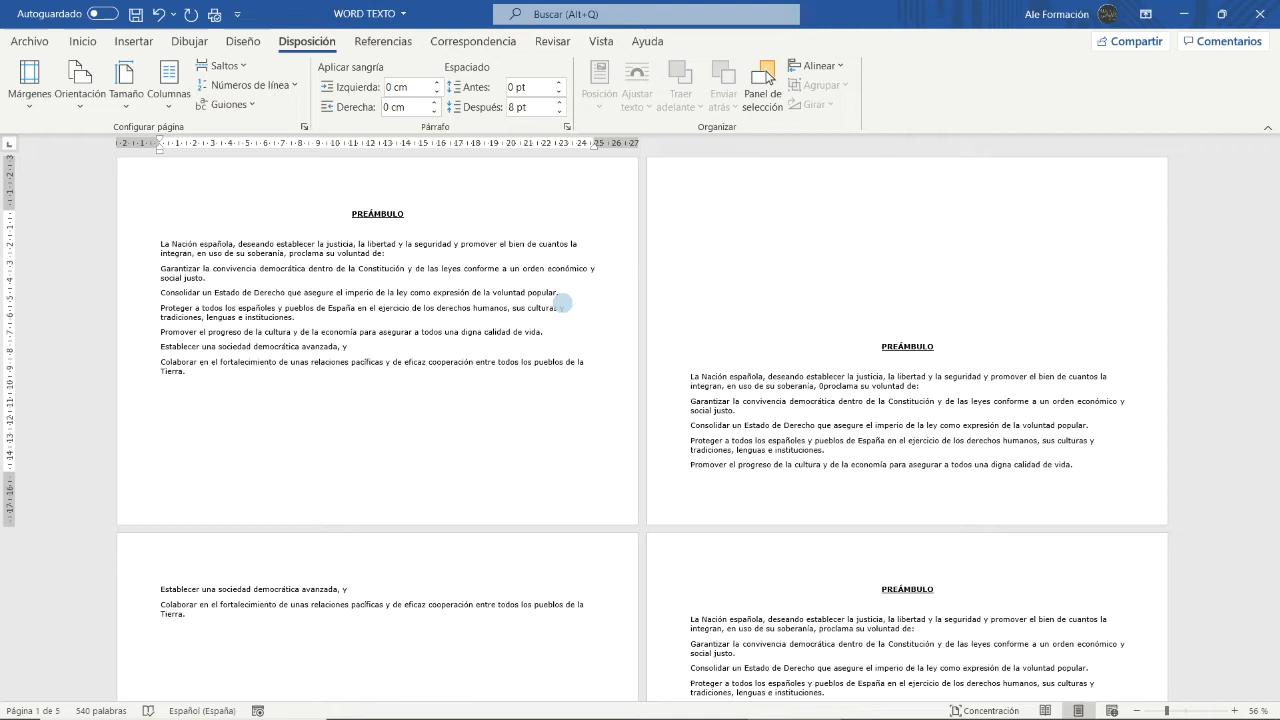 Autoguardado
Buscar (Alt+Q)
Ale Formación
Archivo Inicio Insertar Dibujar Diseño Disposición Referencias Correspondencia Revisar Vista Ayuda
Compartir Comentarios
Márgenes Orientación Tamaño Columnas
Saltos
Números de línea
Guiones
Configurar página
Aplicar sangría Espaciado
Izquierda: 0 cm Antes: 0 pt
Derecha: 0 cm Después: 8 pt
Párrafo
Posición Ajustar texto Traer adelante Enviar atrás Panel de selección
Alinear
Agrupar
Girar
Organizar
PREÁMBULO
La Nación española, deseando establecer la justicia, la libertad y la seguridad y promover el bien de cuantos la
integran, en uso de su soberanía, proclama su voluntad de:
Garantizar la convivencia democrática dentro de la Constitución y de las leyes conforme a un orden económico y
social justo.
Consolidar un Estado de Derecho que asegure el imperio de la ley como expresión de la voluntad popular.
Proteger a todos los españoles y pueblos de España en el ejercicio de los derechos humanos, sus culturas y
tradiciones, lenguas e instituciones.
Promover el progreso de la cultura y de la economía para asegurar a todos una digna calidad de vida.
Establecer una sociedad democrática avanzada, y
Colaborar en el fortalecimiento de unas relaciones pacíficas y de eficaz cooperación entre todos los pueblos de la
Tierra.
PREÁMBULO
La Nación española, deseando establecer la justicia, la libertad y la seguridad y promover el bien de cuantos la
integran, en uso de su soberanía, 0proclama su voluntad de:
Garantizar la convivencia democrática dentro de la Constitución y de las leyes conforme a un orden económico y
social justo.
Consolidar un Estado de Derecho que asegure el imperio de la ley como expresión de la voluntad popular.
Proteger a todos los españoles y pueblos de España en el ejercicio de los derechos humanos, sus culturas y
tradiciones, lenguas e instituciones.
Promover el progreso de la cultura y de la economía para asegurar a todos una digna calidad de vida.
Establecer una sociedad democrática avanzada, y
Colaborar en el fortalecimiento de unas relaciones pacíficas y de eficaz cooperación entre todos los pueblos de la
Tierra.
PREÁMBULO
La Nación española, deseando establecer la justicia, la libertad y la seguridad y promover el bien de cuantos la
integran, en uso de su soberanía, proclama su voluntad de:
Garantizar la convivencia democrática dentro de la Constitución y de las leyes conforme a un orden económico y
social justo.
Consolidar un Estado de Derecho que asegure el imperio de la ley como expresión de la voluntad popular.
Proteger a todos los españoles y pueblos de España en el ejercicio de los derechos humanos, sus culturas y
tradiciones, lenguas e instituciones.
Página 1 de 5 540 palabras Español (España) Concentración 56 %